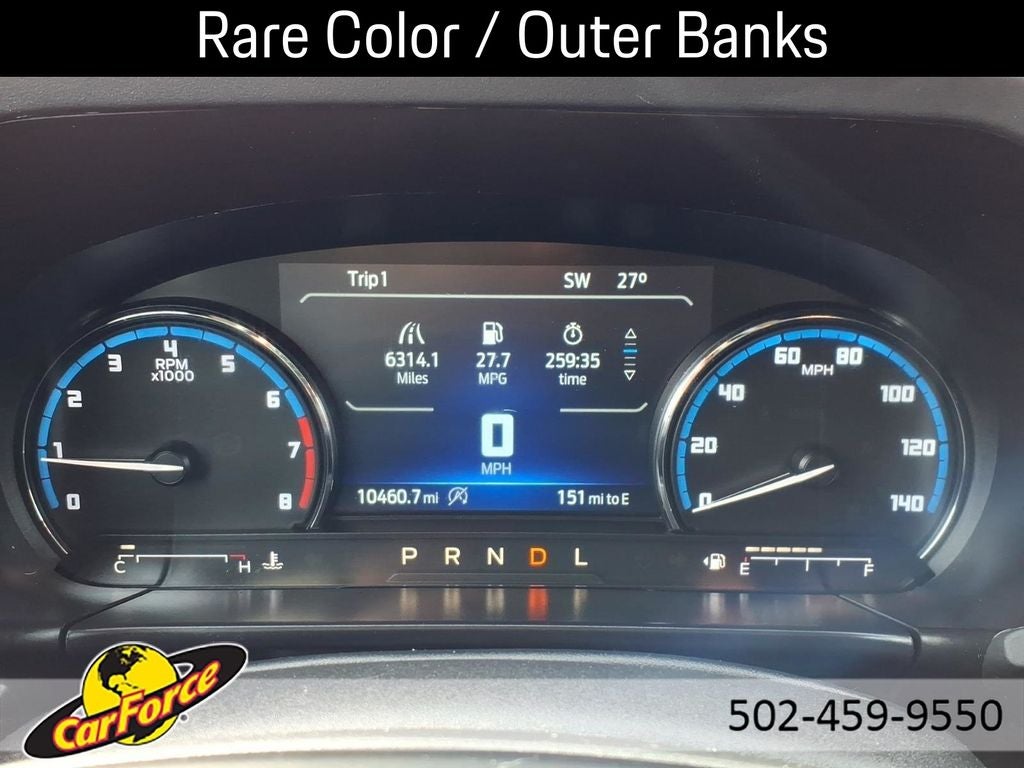 Rare Color / Outer Banks
Trip1 SW 27º
6314.1 27.7 259:35
Miles MPG time
0
MPH
10460.7 mi 151 mi to E
0 1 2 3 4 5 6 7 8
RPM
x1000
0 20 40 60 80 100 120 140
MPH
C H
P R N D L
E F
CarForce
502-459-9550